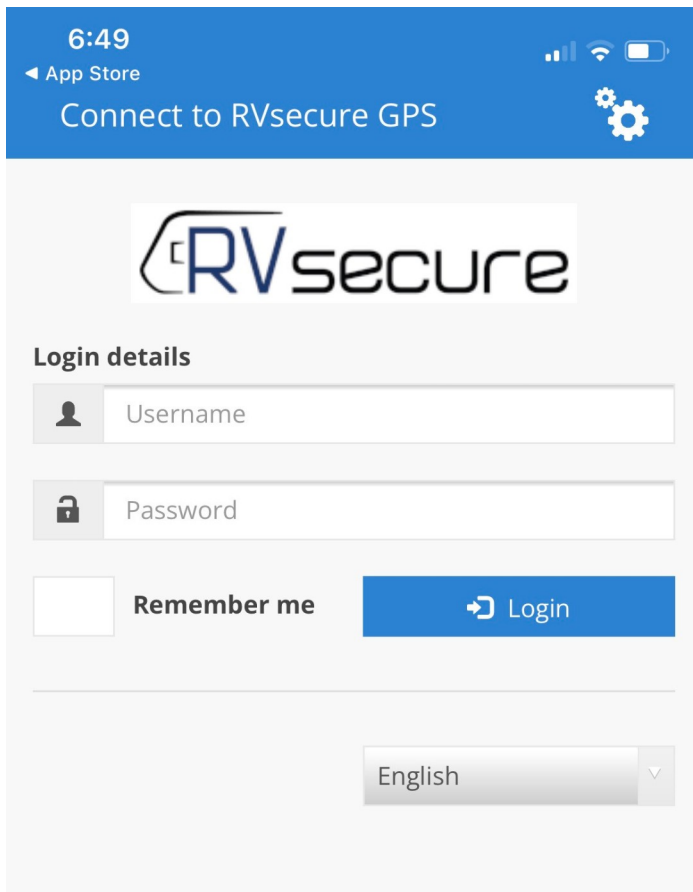 6:49
◀ App Store
Connect to RVsecure GPS
RVsecure
Login details
Username
Password
Remember me
Login
English